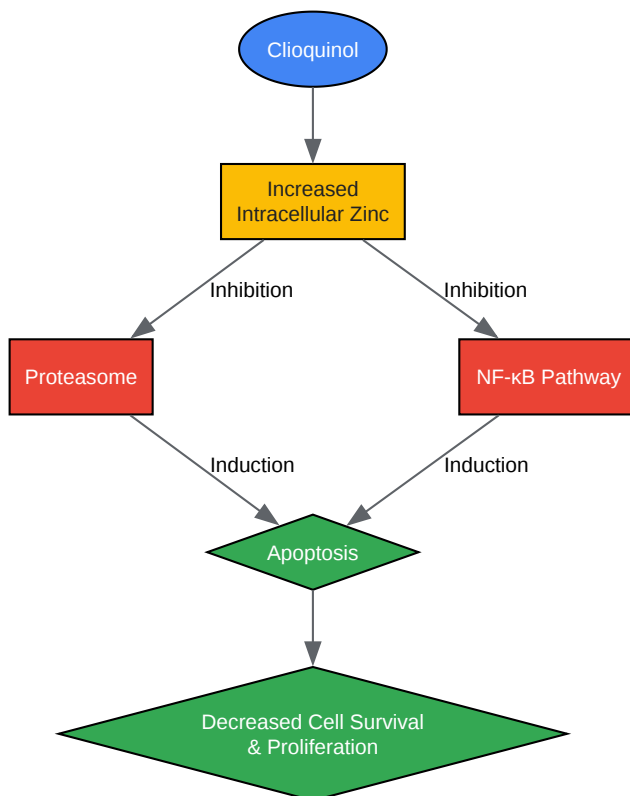 Clioquinol
Increased
Intracellular Zinc
Inhibition
Inhibition
Proteasome
NF-κB Pathway
Induction
Induction
Apoptosis
Decreased Cell Survival
& Proliferation